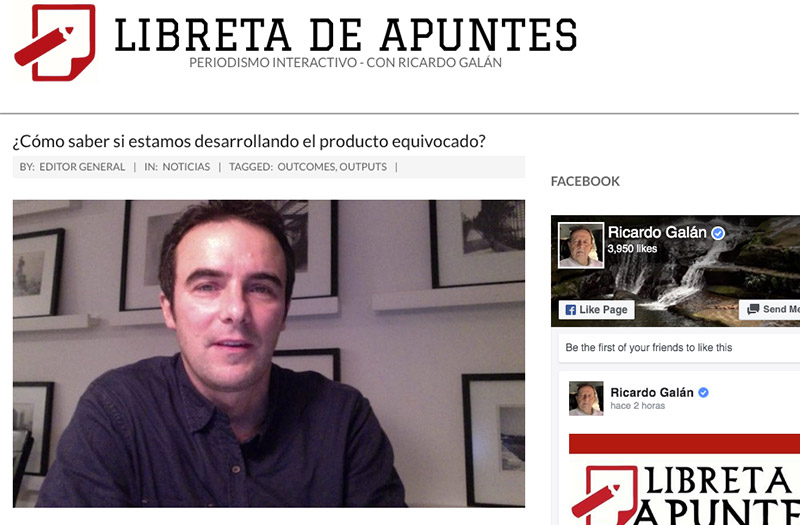 LIBRETA DE APUNTES
PERIODISMO INTERACTIVO - CON RICARDO GALÁN
¿Cómo saber si estamos desarrollando el producto equivocado?
BY: EDITOR GENERAL | IN: NOTICIAS | TAGGED: OUTCOMES, OUTPUTS |
FACEBOOK
Ricardo Galán
3,950 likes
Like Page
Send Me
Be the first of your friends to like this
Ricardo Galán
hace 2 horas
LIBRETA
APUNTE